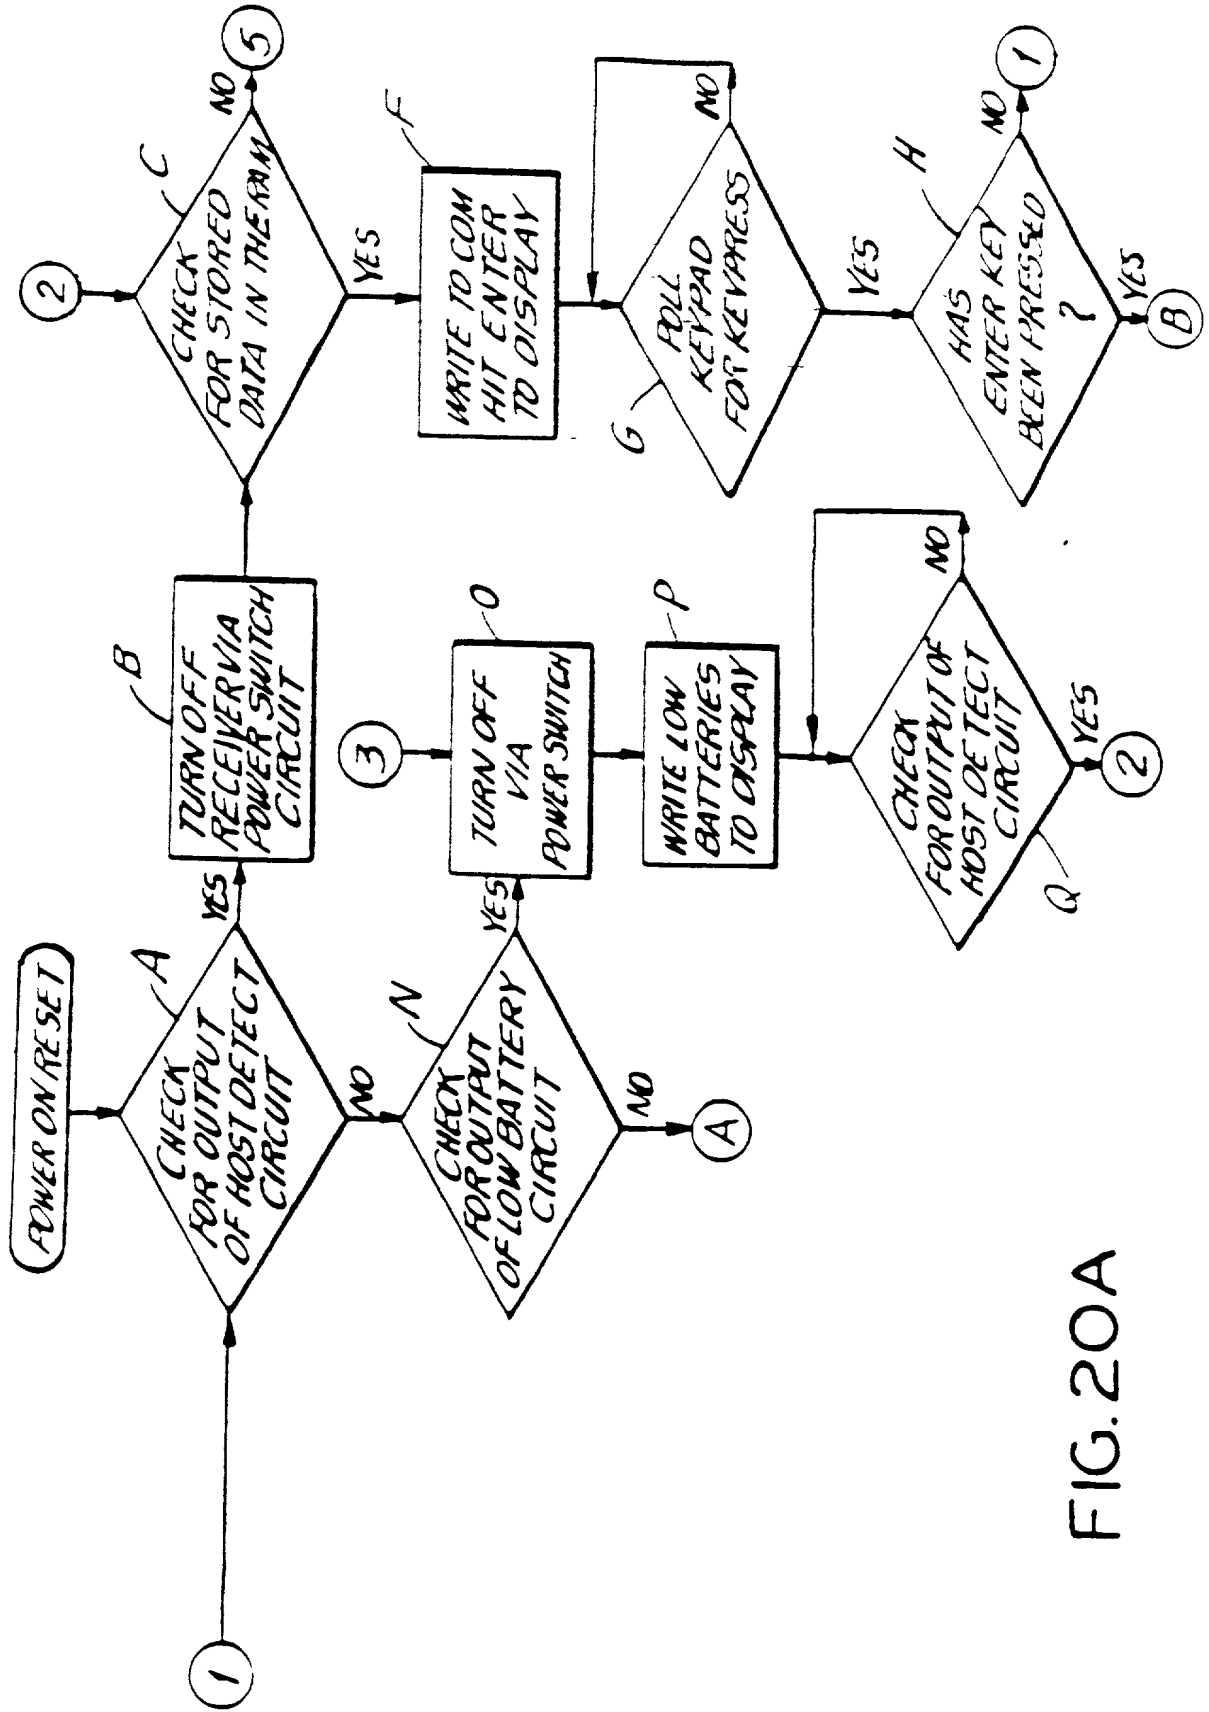 POWER ON RESET
1
A
CHECK
FOR OUTPUT
OF HOST DETECT
CIRCUIT
YES
NO
B
TURN OFF
RECEIVER VIA
POWER SWITCH
CIRCUIT
2
C
CHECK
FOR STORED
DATA IN THE RAM
NO
5
YES
F
WRITE TO COM
HIT ENTER
TO DISPLAY
G
POLL
KEYPAD
FOR KEYPRESS
NO
YES
H
HAS
ENTER KEY
BEEN PRESSED
?
NO
1
YES
B
N
CHECK
FOR OUTPUT
OF LOW BATTERY
CIRCUIT
YES
NO
A
3
O
TURN OFF
VIA
POWER SWITCH
P
WRITE LOW
BATTERIES
TO DISPLAY
Q
CHECK
FOR OUTPUT OF
HOST DETECT
CIRCUIT
NO
YES
2
FIG. 20A